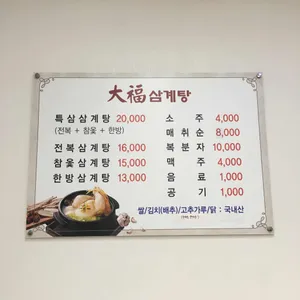 大福 삼계탕
특삼삼계탕 20,000
(전복 + 참옻 + 한방)
전복삼계탕 16,000
참옻삼계탕 15,000
한방삼계탕 13,000
소주 4,000
매취순 8,000
복분자 10,000
맥주 4,000
음료 1,000
공기 1,000
쌀/김치(배추)/고추가루/닭 : 국내산